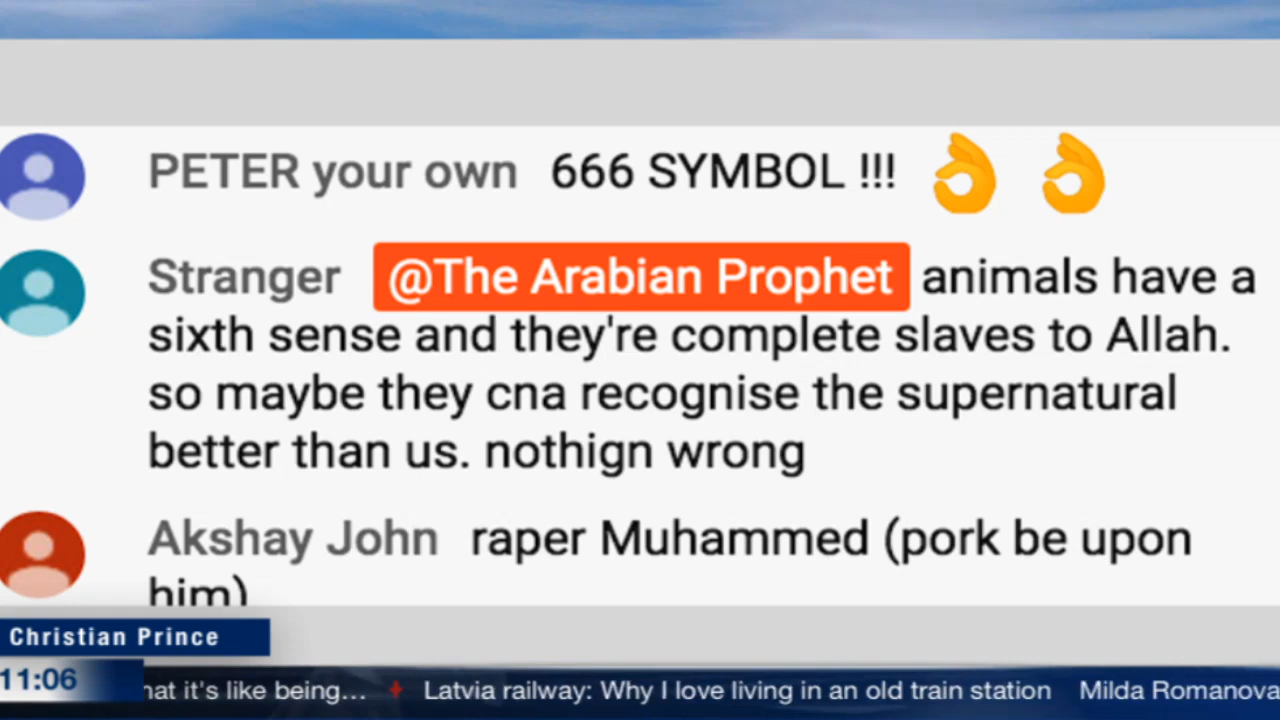 PETER your own 666 SYMBOL !!! 👌 👌
Stranger @The Arabian Prophet animals have a
sixth sense and they're complete slaves to Allah.
so maybe they cna recognise the supernatural
better than us. nothign wrong
Akshay John raper Muhammed (pork be upon
him)
Christian Prince
11:06
it's like being... Latvia railway: Why I love living in an old train station Milda Romanova